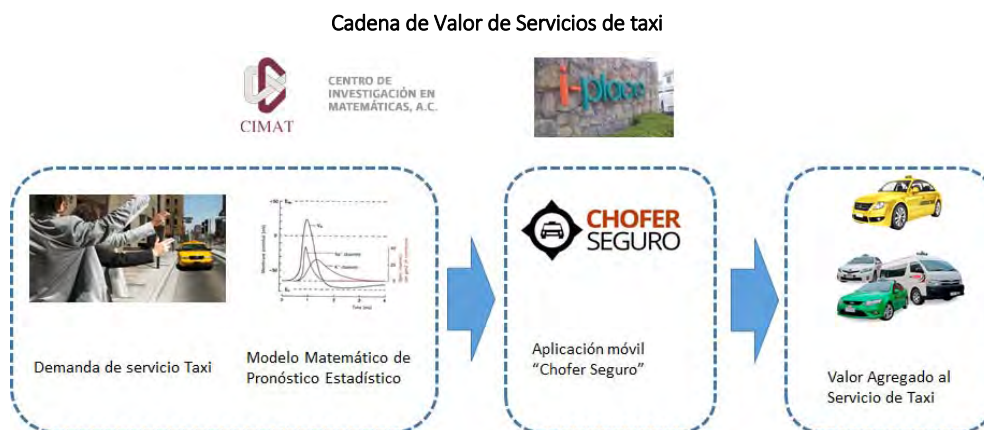 Cadena de Valor de Servicios de taxi
CIMAT
CENTRO DE
INVESTIGACIÓN EN
MATEMÁTICAS, A.C.
i-place
Demanda de servicio Taxi
Modelo Matemático de
Pronóstico Estadístico
CHOFER
SEGURO
Aplicación móvil
“Chofer Seguro”
Valor Agregado al
Servicio de Taxi